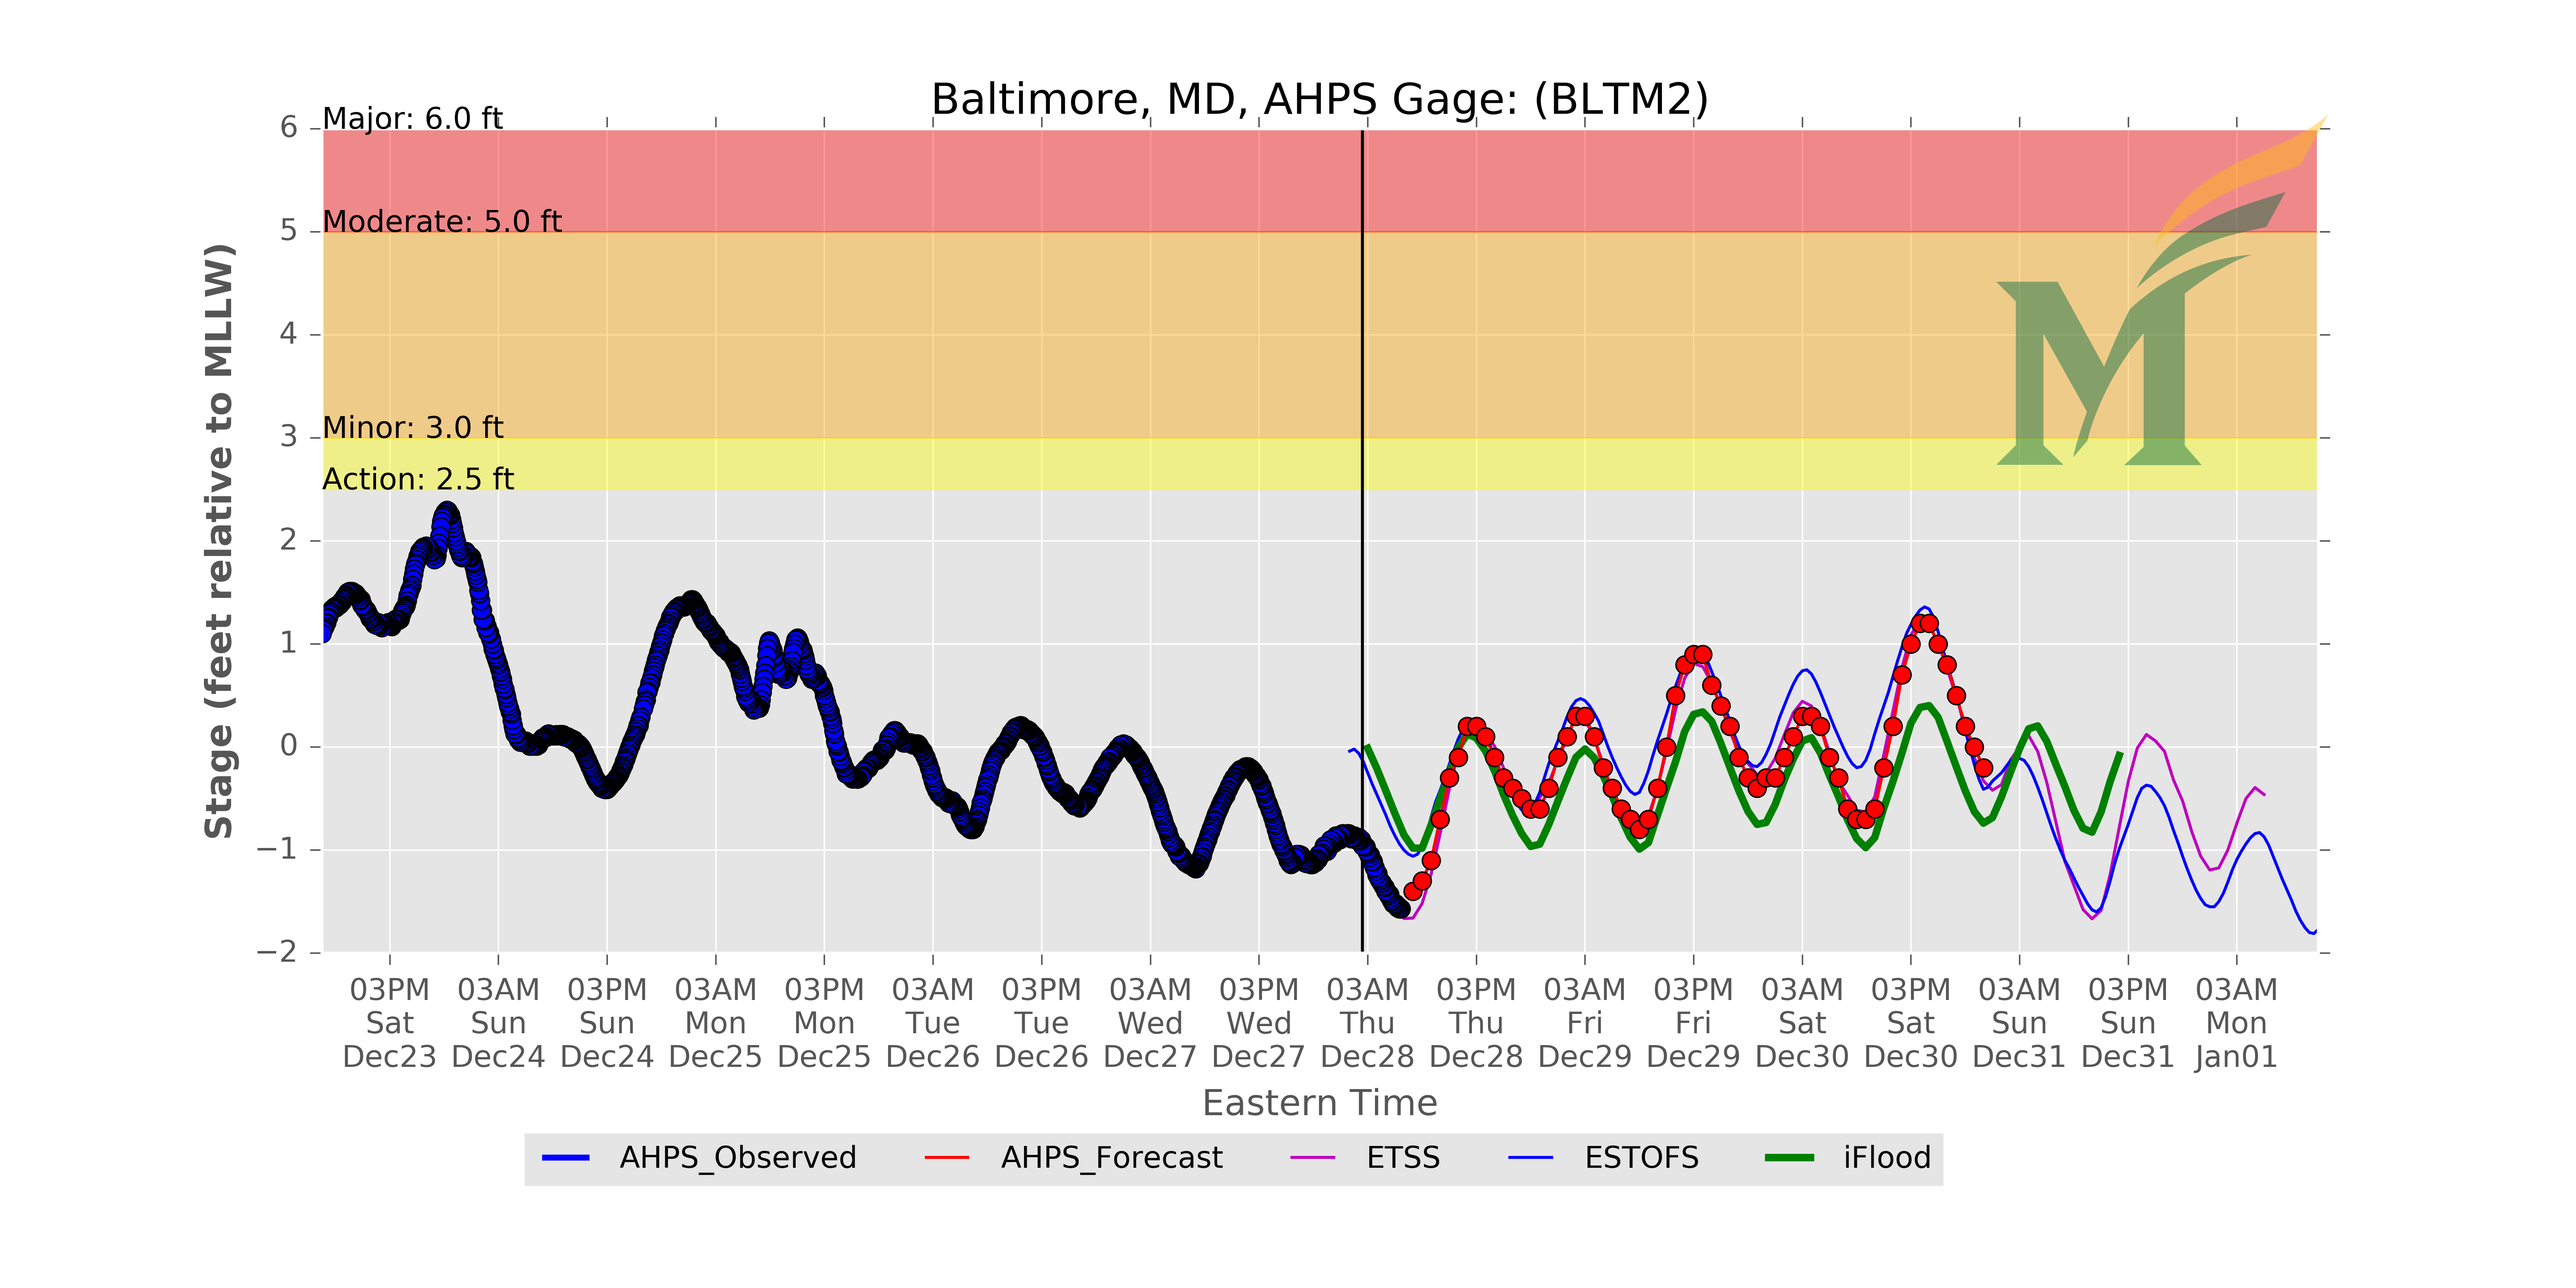 Baltimore, MD, AHPS Gage: (BLTM2)
Major: 6.0 ft
Moderate: 5.0 ft
Minor: 3.0 ft
Action: 2.5 ft
Stage (feet relative to MLLW)
6
5
4
3
2
1
0
−1
−2
03PM 03AM 03PM 03AM 03PM 03AM 03PM 03AM 03PM 03AM 03PM 03AM 03PM 03AM 03PM 03AM 03PM 03AM
Sat Sun Sun Mon Mon Tue Tue Wed Wed Thu Thu Fri Fri Sat Sat Sun Sun Mon
Dec23 Dec24 Dec24 Dec25 Dec25 Dec26 Dec26 Dec27 Dec27 Dec28 Dec28 Dec29 Dec29 Dec30 Dec30 Dec31 Dec31 Jan01
Eastern Time
AHPS_Observed AHPS_Forecast ETSS ESTOFS iFlood